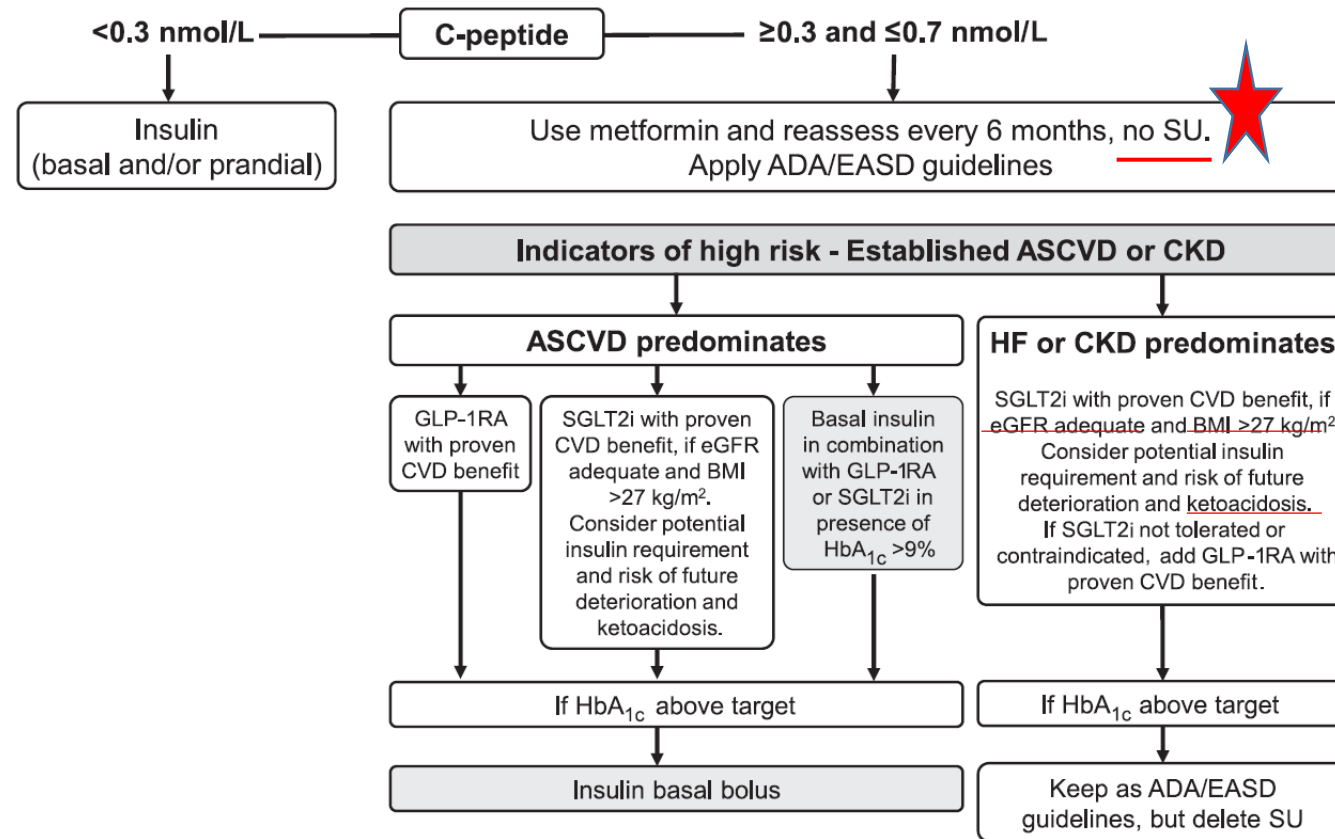 <0.3 nmol/L
C-peptide
≥0.3 and ≤0.7 nmol/L
Insulin
(basal and/or prandial)
Use metformin and reassess every 6 months, no SU.
Apply ADA/EASD guidelines
Indicators of high risk - Established ASCVD or CKD
ASCVD predominates
GLP-1RA
with proven
CVD benefit
SGLT2i with proven
CVD benefit, if eGFR
adequate and BMI
>27 kg/m².
Consider potential
insulin requirement
and risk of future
deterioration and
ketoacidosis.
Basal insulin
in combination
with GLP-1RA
or SGLT2i in
presence of
HbA1c >9%
HF or CKD predominates
SGLT2i with proven CVD benefit, if
eGFR adequate and BMI >27 kg/m²
Consider potential insulin
requirement and risk of future
deterioration and ketoacidosis.
If SGLT2i not tolerated or
contraindicated, add GLP-1RA with
proven CVD benefit.
If HbA1c above target
Insulin basal bolus
If HbA1c above target
Keep as ADA/EASD
guidelines, but delete SU